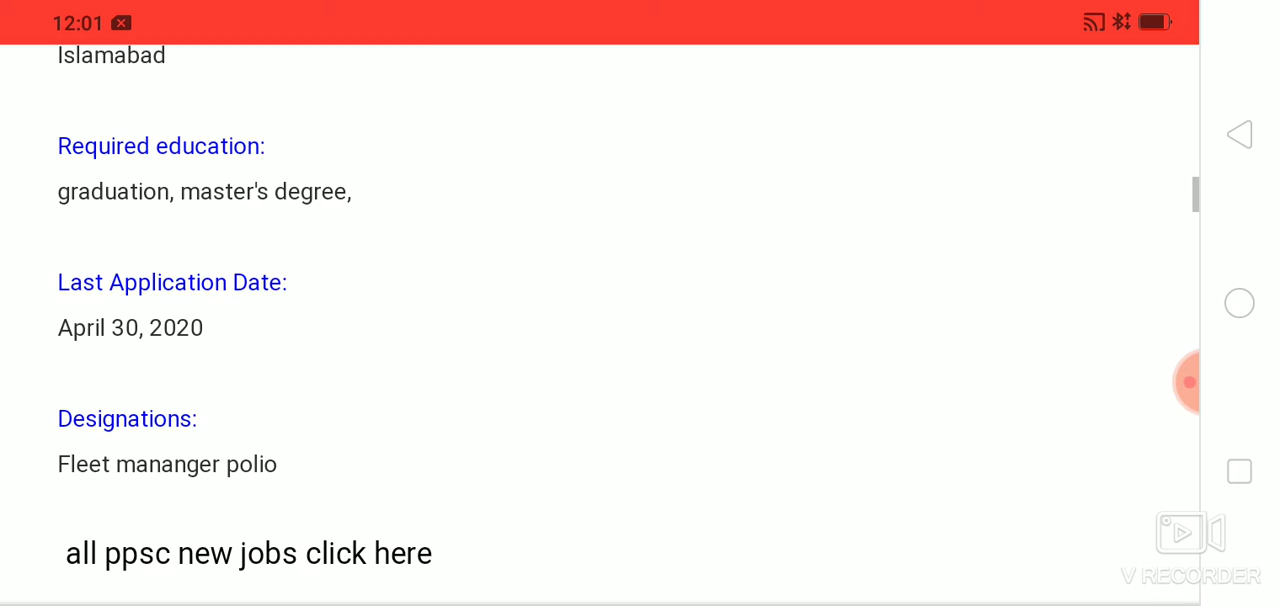 12:01
Islamabad
Required education:
graduation, master's degree,
Last Application Date:
April 30, 2020
Designations:
Fleet mananger polio
all ppsc new jobs click here
V RECORDER